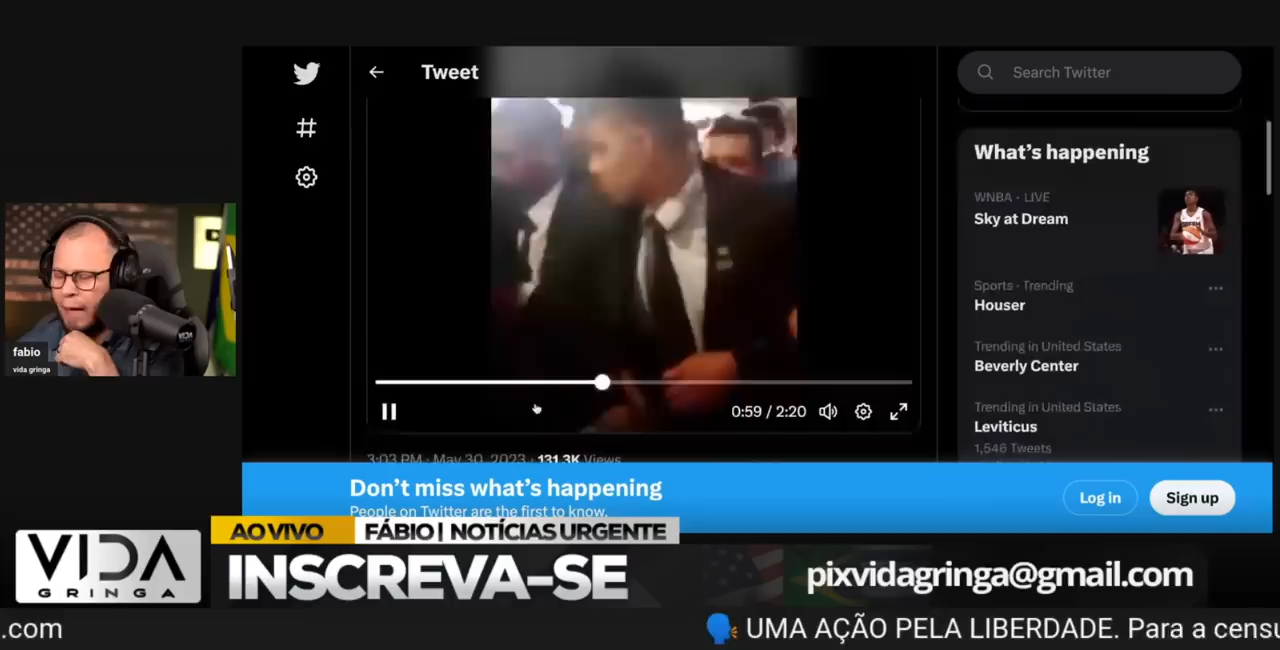 Tweet
Search Twitter
What's happening
WNBA · LIVE
Sky at Dream
Sports · Trending
Houser
Trending in United States
Beverly Center
Trending in United States
Leviticus
1,546 Tweets
0:59 / 2:20
3:03 PM · May 30, 2023 · 131.3K Views
Don't miss what's happening
People on Twitter are the first to know.
Log in
Sign up
fabio
vida gringa
AO VIVO
FÁBIO | NOTÍCIAS URGENTE
VIDA
GRINGA
INSCREVA-SE
pixvidagringa@gmail.com
.com
🗣 UMA AÇÃO PELA LIBERDADE. Para a censu